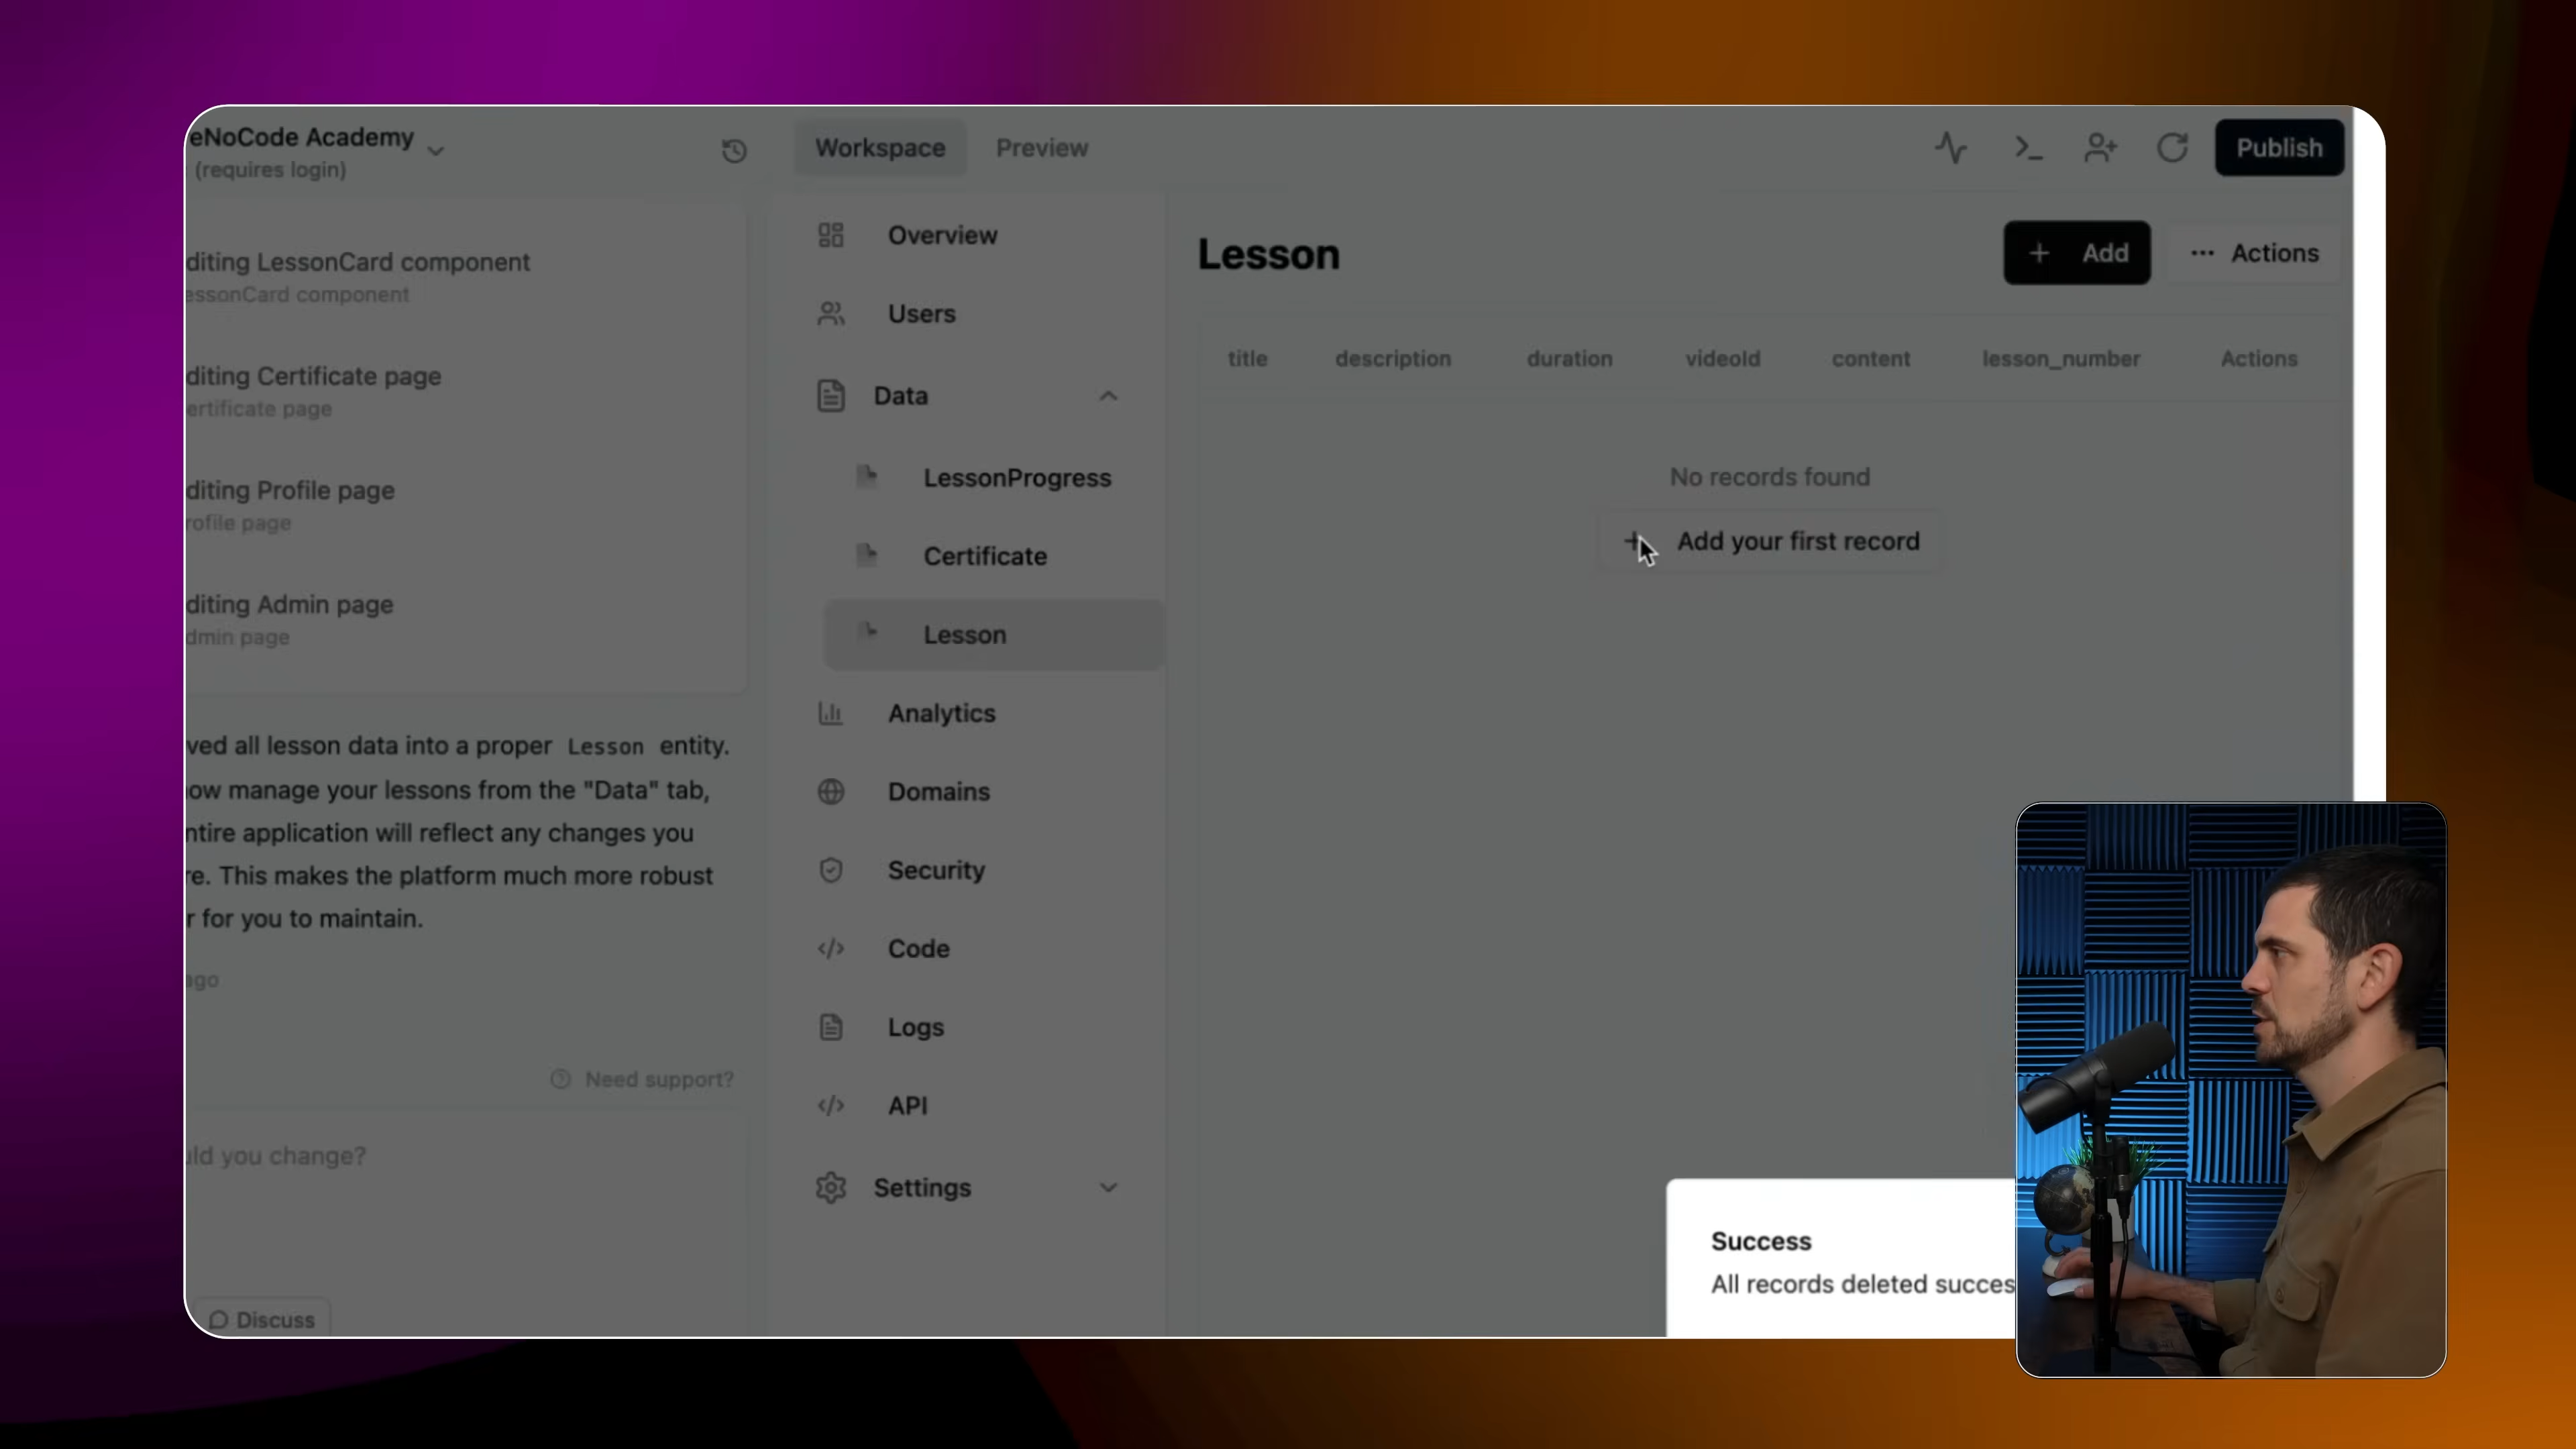 eNoCode Academy
(requires login)
Workspace
Preview
Publish
diting LessonCard component
essonCard component
diting Certificate page
ertificate page
diting Profile page
rofile page
diting Admin page
dmin page
ved all lesson data into a proper Lesson entity.
ow manage your lessons from the "Data" tab,
ntire application will reflect any changes you
re. This makes the platform much more robust
r for you to maintain.
ago
Need support?
uld you change?
Discuss
Overview
Users
Data
LessonProgress
Certificate
Lesson
Analytics
Domains
Security
Code
Logs
API
Settings
Lesson
Add
Actions
title description duration videoId content lesson_number Actions
No records found
Add your first record
Success
All records deleted succes